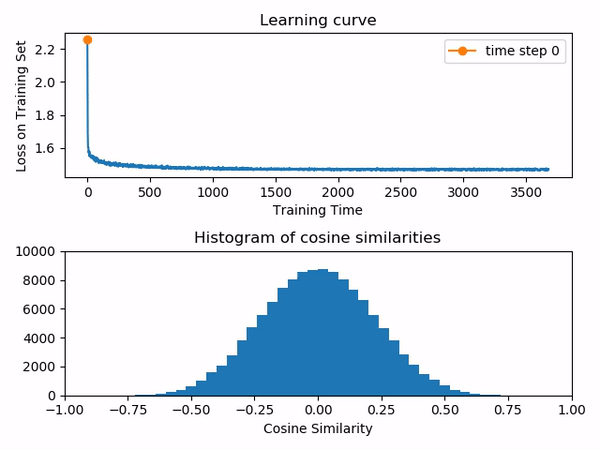 Learning curve
Loss on Training Set
2.2
2.0
1.8
1.6
time step 0
0 500 1000 1500 2000 2500 3000 3500
Training Time
Histogram of cosine similarities
10000
8000
6000
4000
2000
0
−1.00 −0.75 −0.50 −0.25 0.00 0.25 0.50 0.75 1.00
Cosine Similarity